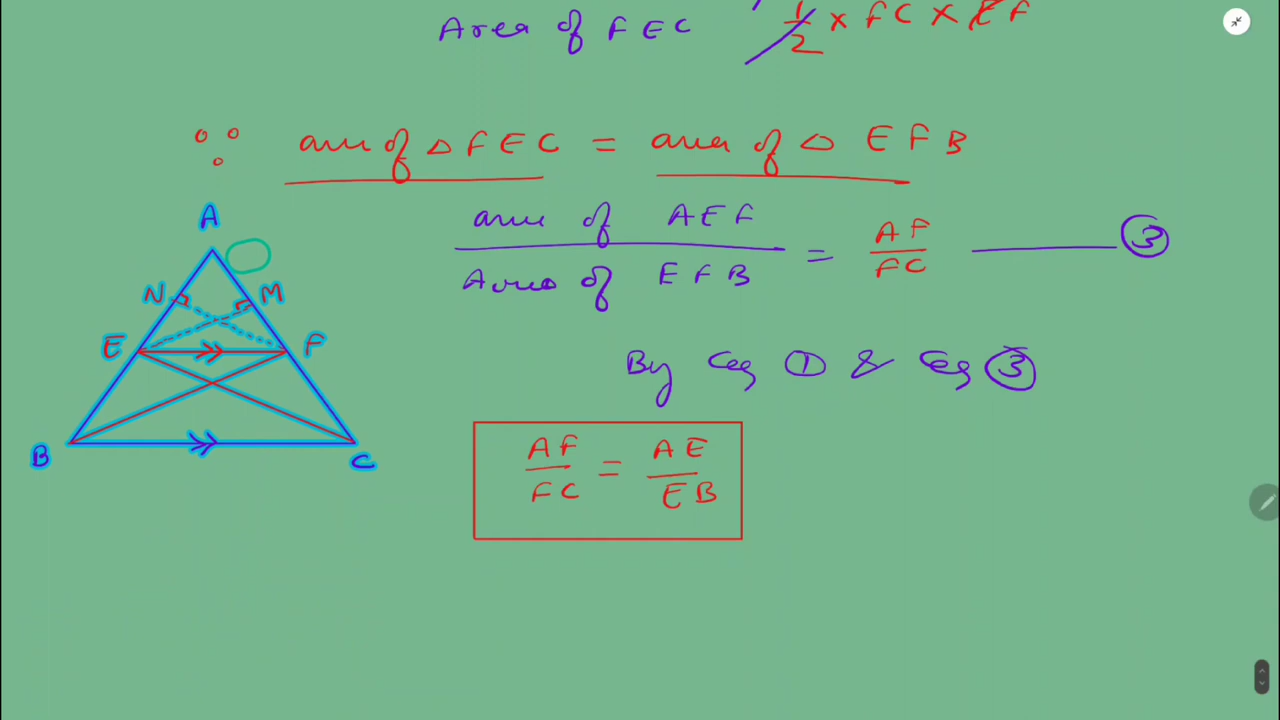 Area of FEC 1/2 × FC × EF
∵ area of △ FEC = area of △ EFB
A
area of AEF / Area of EFB = AF / FC ——— ③
N M
E F
By Eq ① & Eq ③
B C
AF / FC = AE / EB